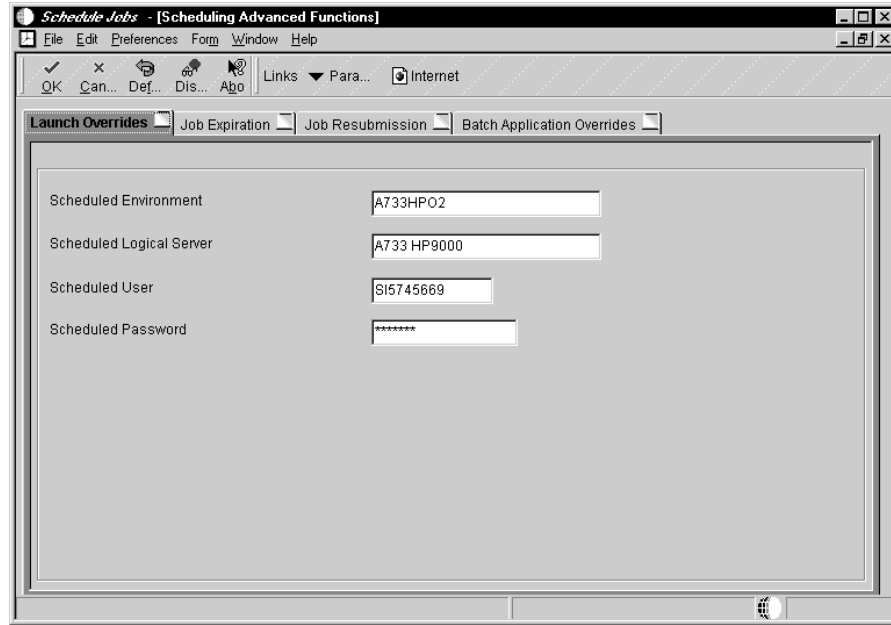 Schedule Jobs - [Scheduling Advanced Functions]
File Edit Preferences Form Window Help
OK Can... Def... Dis... Abo Links Para... Internet
Launch Overrides Job Expiration Job Resubmission Batch Application Overrides
Scheduled Environment A733HPO2
Scheduled Logical Server A733 HP9000
Scheduled User SI5745669
Scheduled Password *******